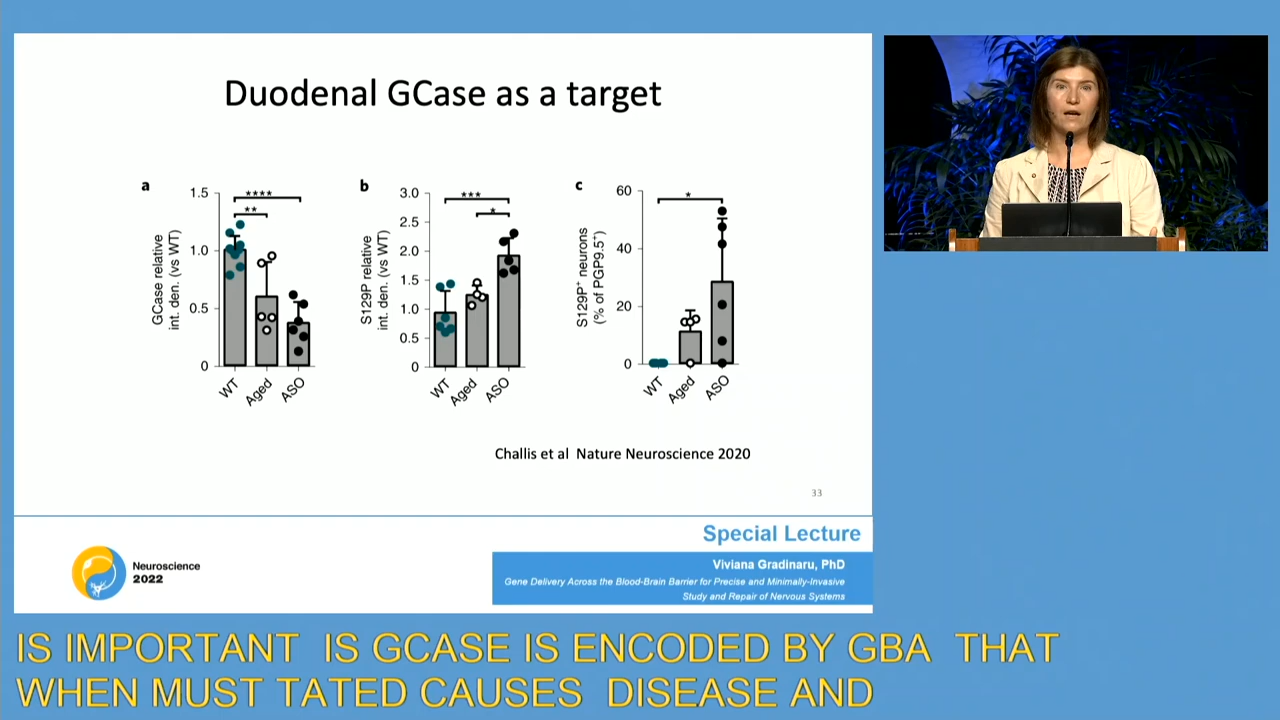 Duodenal GCase as a target
a
GCase relative
int. den. (vs WT)
1.5
1.0
0.5
0
****
**
WT
Aged
ASO
b
S129P relative
int. den. (vs WT)
3.0
2.5
2.0
1.5
1.0
0.5
0
***
*
WT
Aged
ASO
c
S129P⁺ neurons
(% of PGP9.5⁺)
60
40
20
0
*
WT
Aged
ASO
Challis et al Nature Neuroscience 2020
33
Special Lecture
Neuroscience
2022
Viviana Gradinaru, PhD
Gene Delivery Across the Blood-Brain Barrier for Precise and Minimally-Invasive
Study and Repair of Nervous Systems
IS IMPORTANT IS GCASE IS ENCODED BY GBA THAT
WHEN MUST TATED CAUSES DISEASE AND